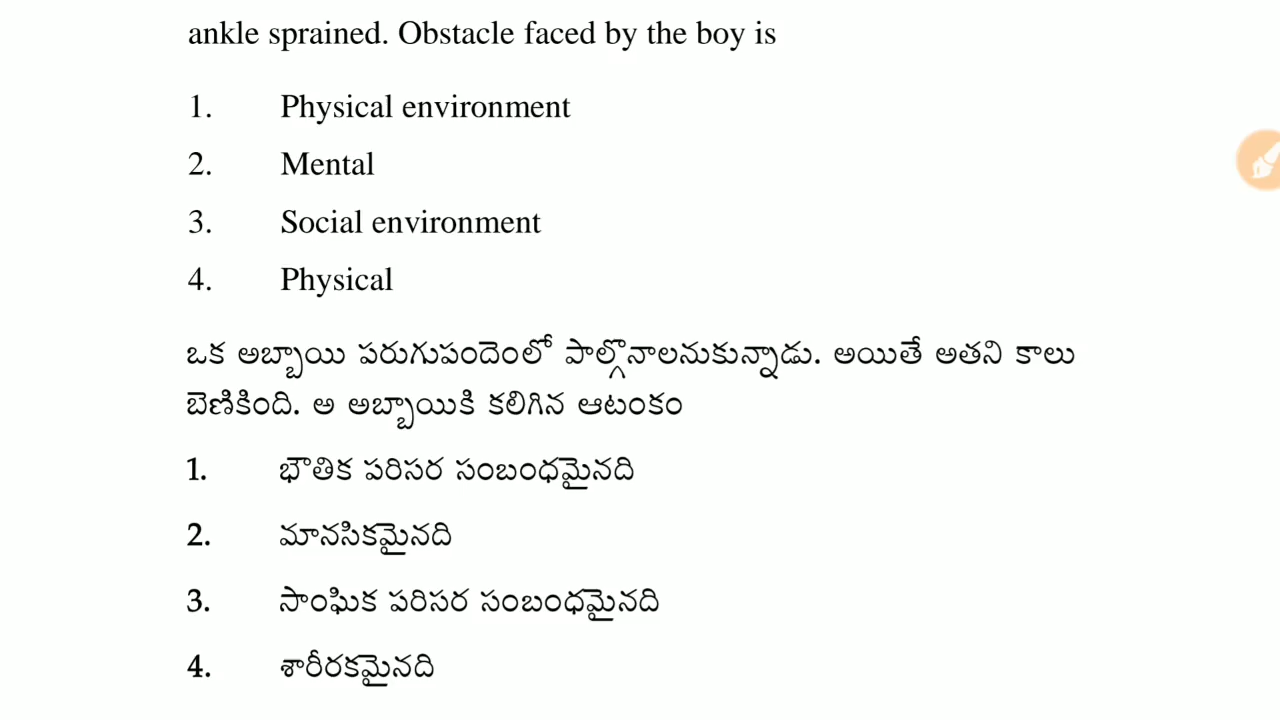 ankle sprained. Obstacle faced by the boy is
1. Physical environment
2. Mental
3. Social environment
4. Physical
ఒక అబ్బాయి పరుగుపందెంలో పాల్గొనాలనుకున్నాడు. అయితే అతని కాలు
బెణికింది. అ అబ్బాయికి కలిగిన ఆటంకం
1. భౌతిక పరిసర సంబంధమైనది
2. మానసికమైనది
3. సాంఘిక పరిసర సంబంధమైనది
4. శారీరకమైనది